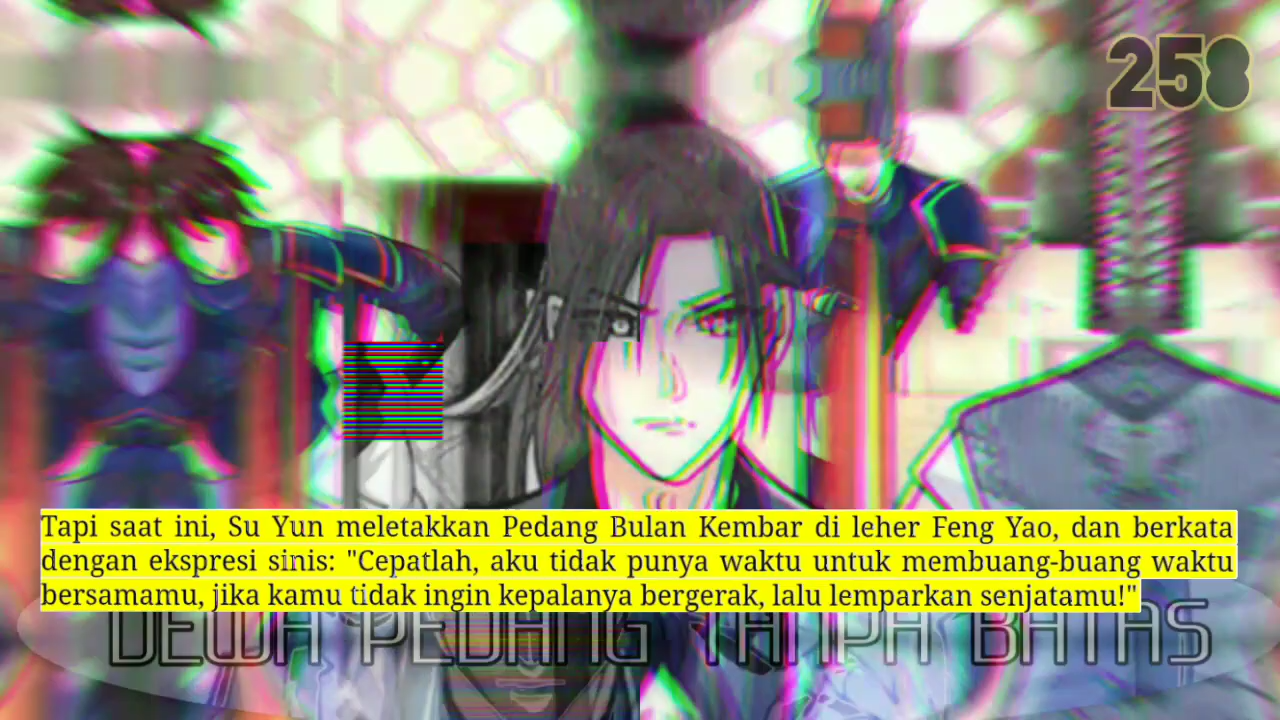 258
Tapi saat ini, Su Yun meletakkan Pedang Bulan Kembar di leher Feng Yao, dan berkata
dengan ekspresi sinis: "Cepatlah, aku tidak punya waktu untuk membuang-buang waktu
bersamamu, jika kamu tidak ingin kepalanya bergerak, lalu lemparkan senjatamu!"
DEWA PEDANG TANPA BATAS